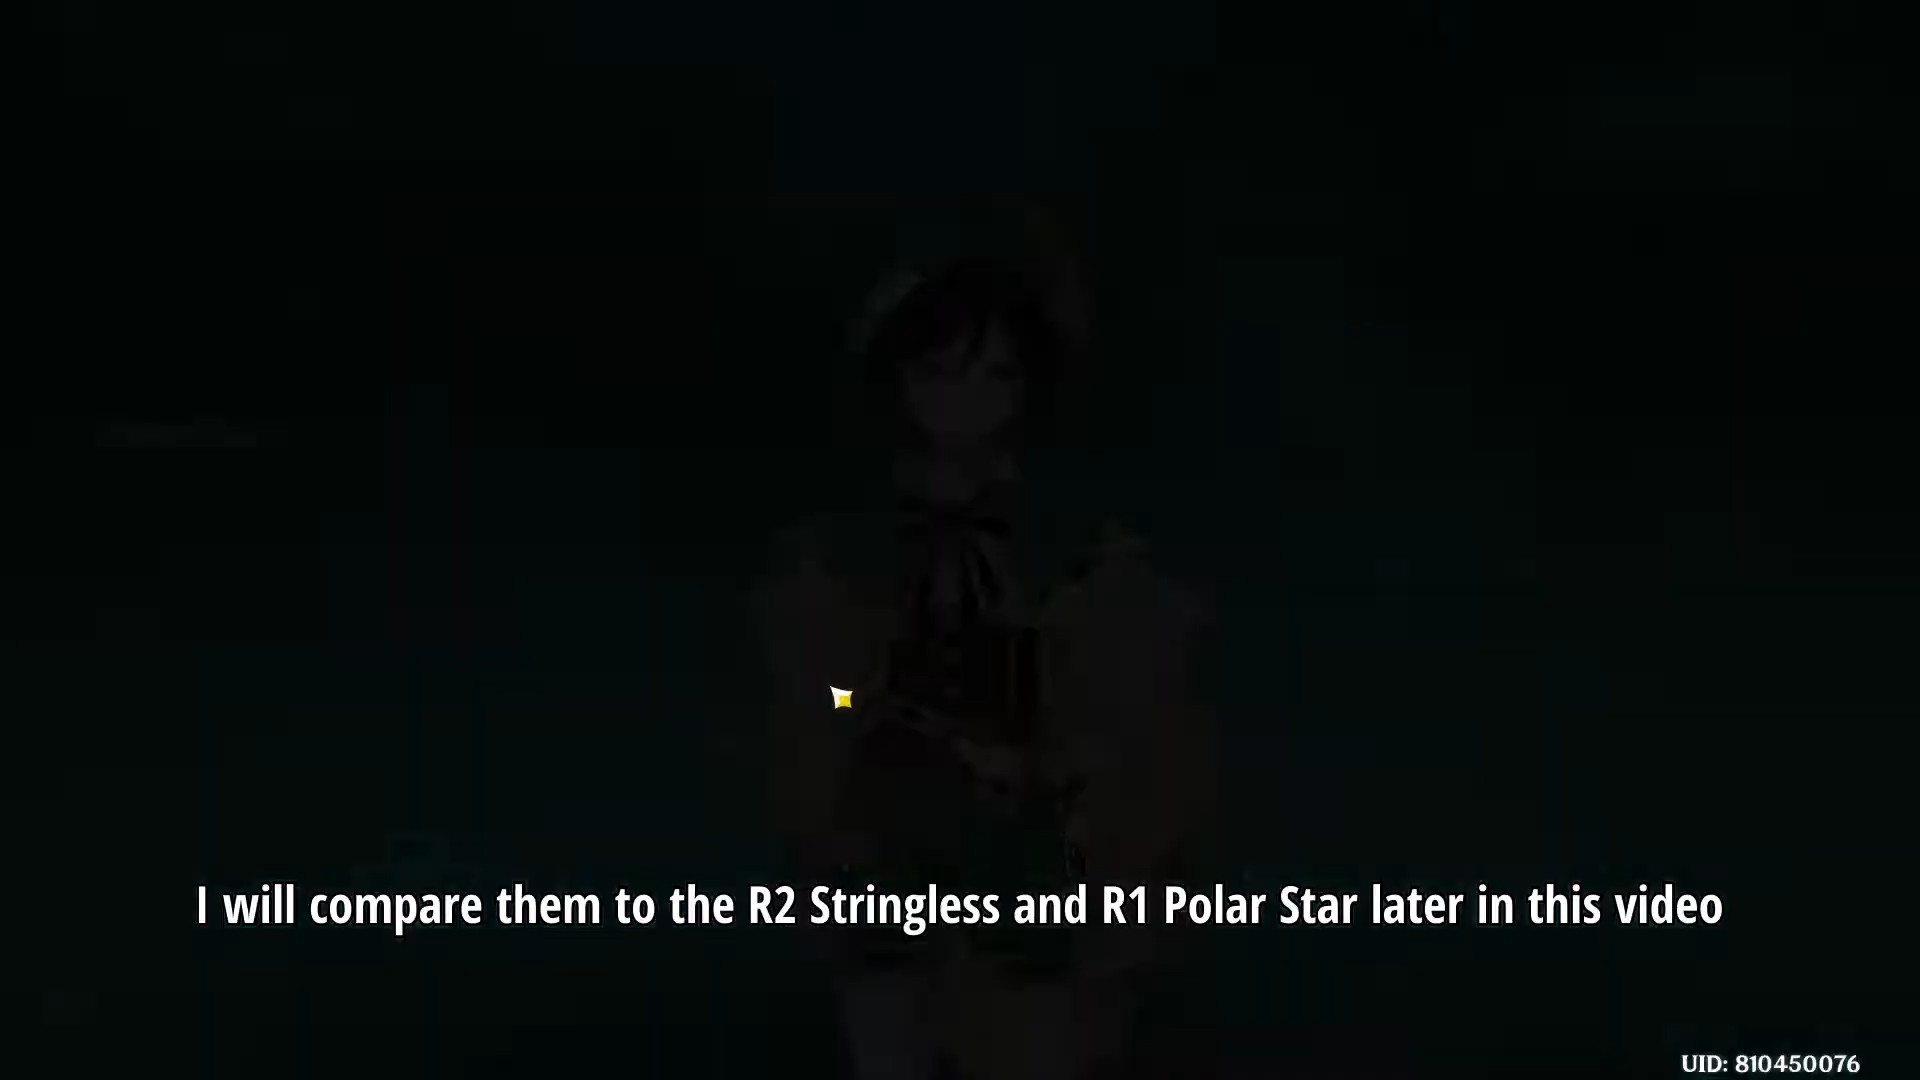 I will compare them to the R2 Stringless and R1 Polar Star later in this video
UID: 810450076